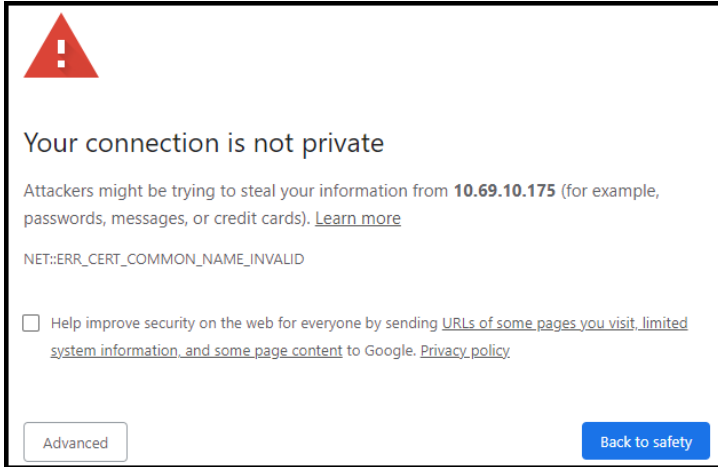 Your connection is not private
Attackers might be trying to steal your information from 10.69.10.175 (for example,
passwords, messages, or credit cards). Learn more
NET::ERR_CERT_COMMON_NAME_INVALID
Help improve security on the web for everyone by sending URLs of some pages you visit, limited
system information, and some page content to Google. Privacy policy
Advanced
Back to safety